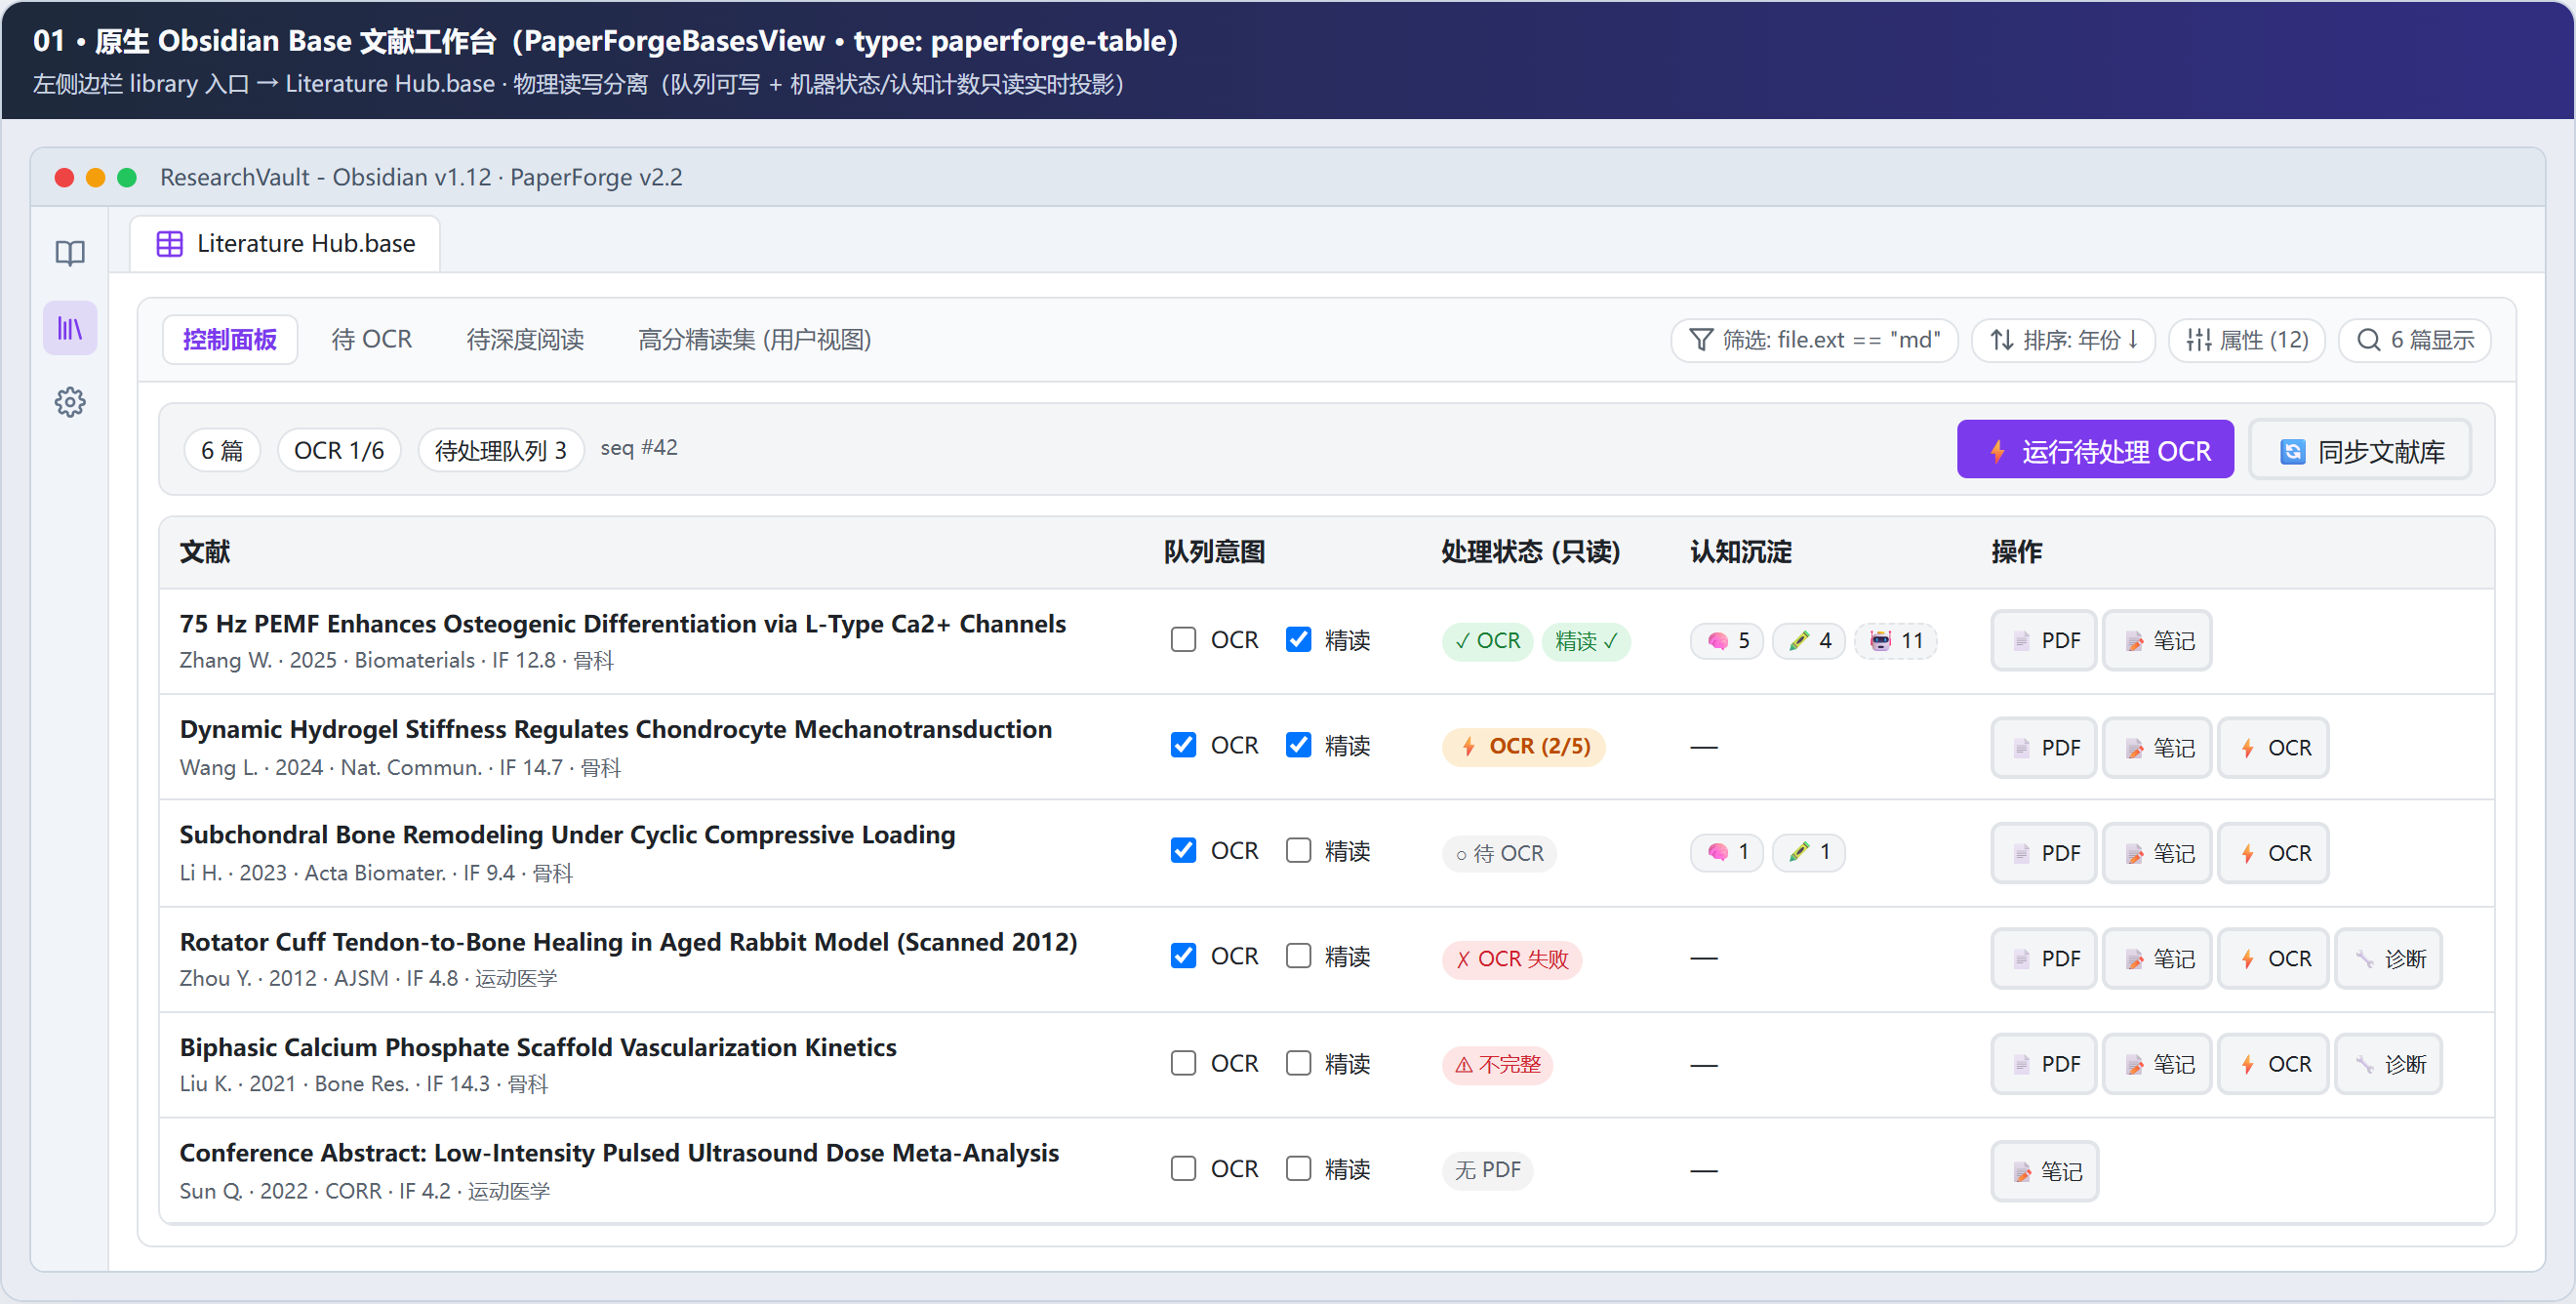 01 • 原生 Obsidian Base 文献工作台（PaperForgeBasesView • type: paperforge-table）
左侧边栏 library 入口 → Literature Hub.base · 物理读写分离（队列可写 + 机器状态/认知计数只读实时投影）
ResearchVault - Obsidian v1.12 · PaperForge v2.2
Literature Hub.base
控制面板 待 OCR 待深度阅读 高分精读集 (用户视图) 筛选: file.ext == "md" 排序: 年份 ↓ 属性 (12) 6 篇显示
6 篇 OCR 1/6 待处理队列 3 seq #42 ⚡ 运行待处理 OCR 🔄 同步文献库
文献 队列意图 处理状态 (只读) 认知沉淀 操作
75 Hz PEMF Enhances Osteogenic Differentiation via L-Type Ca2+ Channels
Zhang W. · 2025 · Biomaterials · IF 12.8 · 骨科
OCR 精读 ✓ OCR 精读 ✓ 5 4 11 PDF 笔记
Dynamic Hydrogel Stiffness Regulates Chondrocyte Mechanotransduction
Wang L. · 2024 · Nat. Commun. · IF 14.7 · 骨科
OCR 精读 ⚡ OCR (2/5) — PDF 笔记 OCR
Subchondral Bone Remodeling Under Cyclic Compressive Loading
Li H. · 2023 · Acta Biomater. · IF 9.4 · 骨科
OCR 精读 ○ 待 OCR 1 1 PDF 笔记 OCR
Rotator Cuff Tendon-to-Bone Healing in Aged Rabbit Model (Scanned 2012)
Zhou Y. · 2012 · AJSM · IF 4.8 · 运动医学
OCR 精读 ✗ OCR 失败 — PDF 笔记 OCR 诊断
Biphasic Calcium Phosphate Scaffold Vascularization Kinetics
Liu K. · 2021 · Bone Res. · IF 14.3 · 骨科
OCR 精读 ⚠ 不完整 — PDF 笔记 OCR 诊断
Conference Abstract: Low-Intensity Pulsed Ultrasound Dose Meta-Analysis
Sun Q. · 2022 · CORR · IF 4.2 · 运动医学
OCR 精读 无 PDF — 笔记